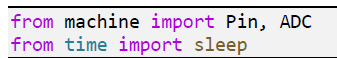 from machine import Pin, ADC
from time import sleep